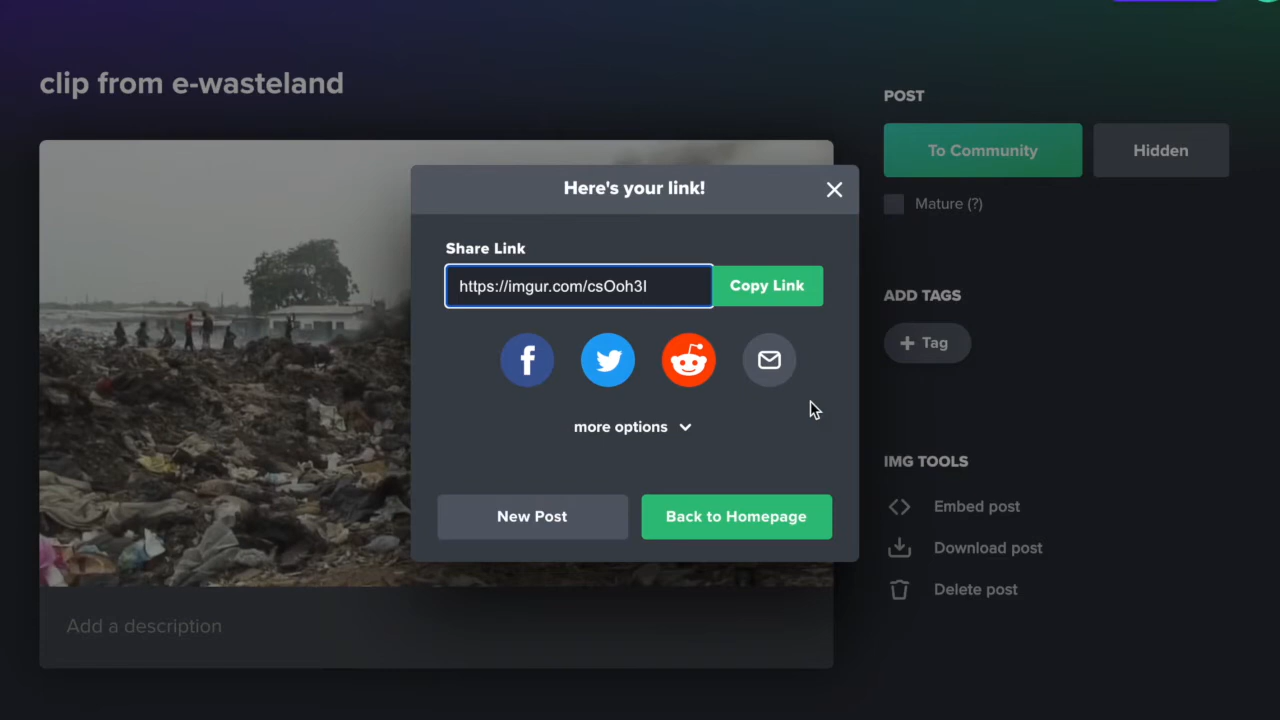 clip from e-wasteland
Add a description
Here's your link!
Share Link
https://imgur.com/csOoh3I
Copy Link
more options
New Post
Back to Homepage
POST
To Community
Hidden
Mature (?)
ADD TAGS
Tag
IMG TOOLS
Embed post
Download post
Delete post